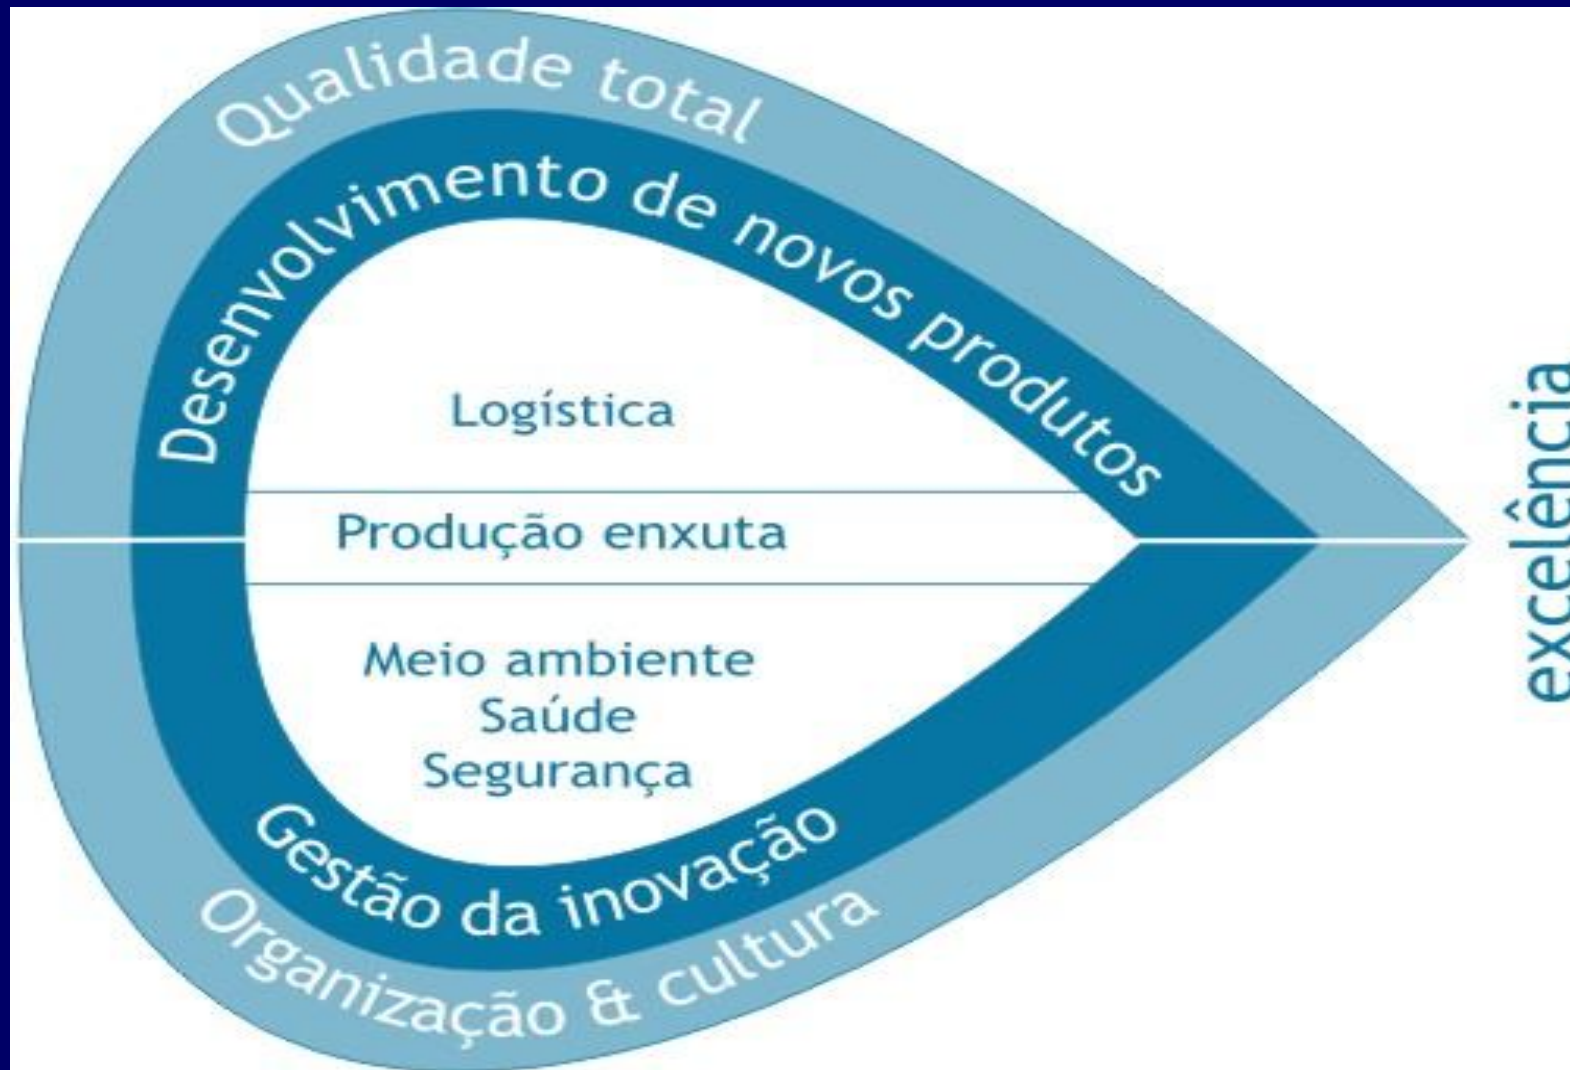 Qualidade total
Desenvolvimento de novos produtos
Logística
Produção enxuta
Meio ambiente
Saúde
Segurança
Gestão da inovação
Organização & cultura
excelência